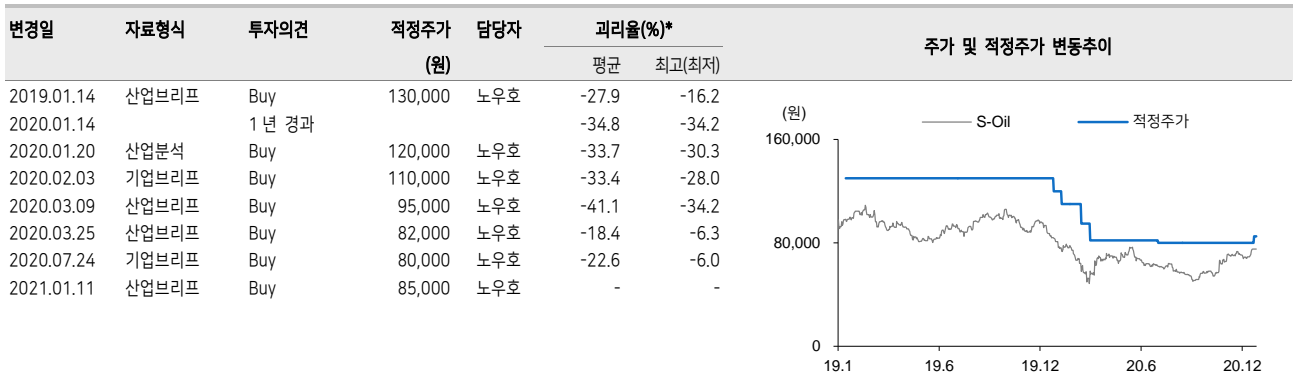 변경일 자료형식 투자의견 적정주가 담당자 괴리율(%)* 주가 및 적정주가 변동추이
(원) 평균 최고(최저)
2019.01.14 산업브리프 Buy 130,000 노우호 -27.9 -16.2
2020.01.14 1년 경과 -34.8 -34.2
2020.01.20 산업분석 Buy 120,000 노우호 -33.7 -30.3
2020.02.03 기업브리프 Buy 110,000 노우호 -33.4 -28.0
2020.03.09 산업브리프 Buy 95,000 노우호 -41.1 -34.2
2020.03.25 산업브리프 Buy 82,000 노우호 -18.4 -6.3
2020.07.24 기업브리프 Buy 80,000 노우호 -22.6 -6.0
2021.01.11 산업브리프 Buy 85,000 노우호 - -
(원) S-Oil 적정주가
160,000
80,000
0
19.1 19.6 19.12 20.6 20.12